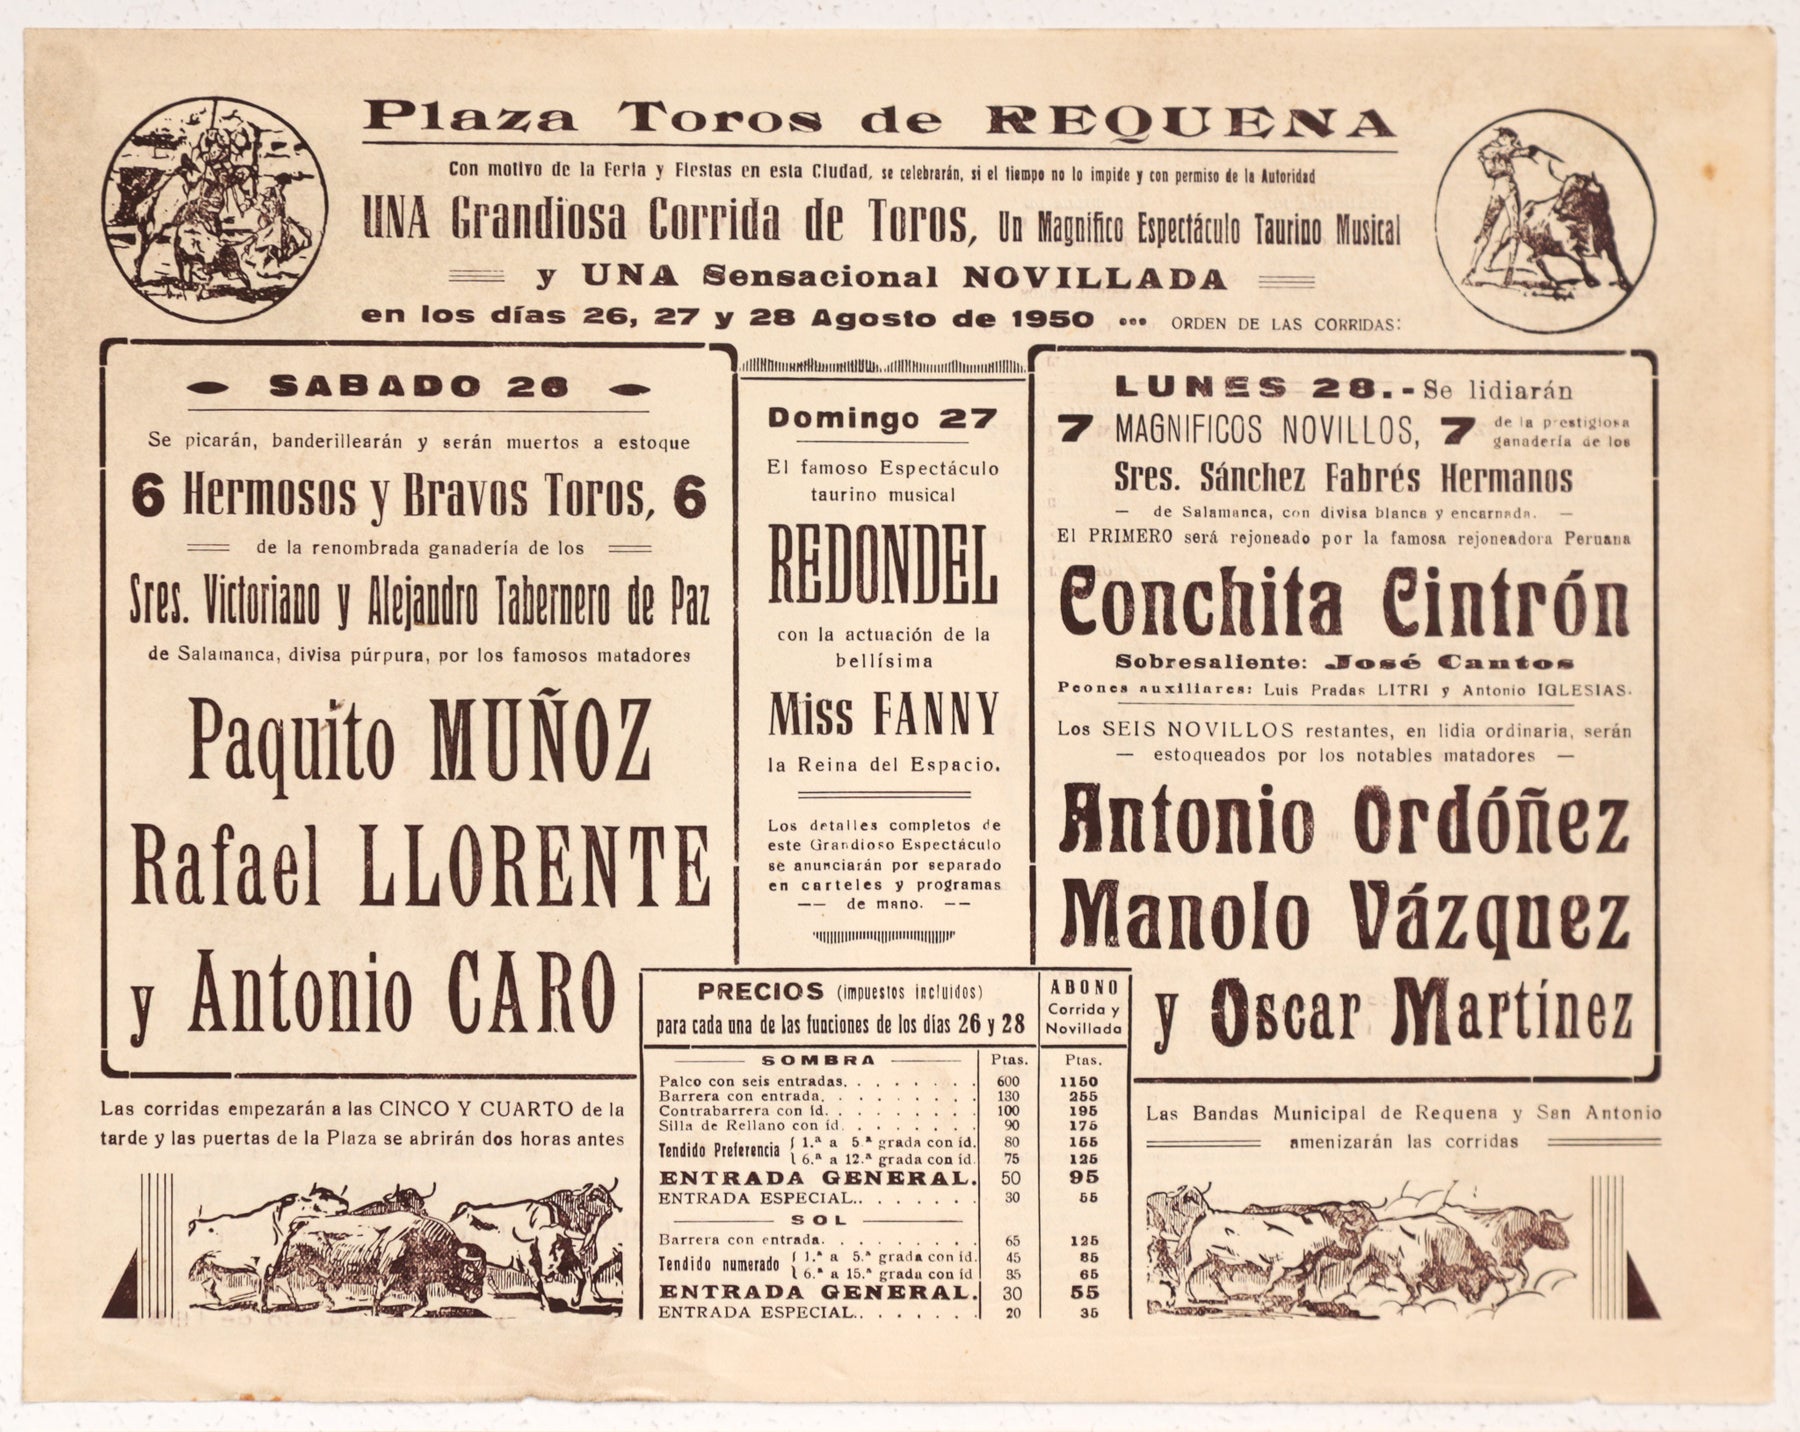 Plaza Toros de REQUENA
Con motivo de la Feria y Fiestas en esta Ciudad, se celebrarán, si el tiempo no lo impide y con permiso de la Autoridad
UNA Grandiosa Corrida de Toros, Un Magnífico Espectáculo Taurino Musical
y UNA Sensacional NOVILLADA
en los días 26, 27 y 28 Agosto de 1950 ... ORDEN DE LAS CORRIDAS:
SABADO 26
Se picarán, banderillearán y serán muertos a estoque
6 Hermosos y Bravos Toros, 6
de la renombrada ganadería de los
Sres. Victoriano y Alejandro Tabernero de Paz
de Salamanca, divisa púrpura, por los famosos matadores
Paquito MUÑOZ
Rafael LLORENTE
y Antonio CARO
Las corridas empezarán a las CINCO Y CUARTO de la
tarde y las puertas de la Plaza se abrirán dos horas antes
Domingo 27
El famoso Espectáculo
taurino musical
REDONDEL
con la actuación de la
bellísima
Miss FANNY
la Reina del Espacio.
Los detalles completos de
este Grandioso Espectáculo
se anunciarán por separado
en carteles y programas
-- de mano. --
LUNES 28.- Se lidiarán
7 MAGNIFICOS NOVILLOS, 7 de la prestigiosa
ganadería de los
Sres. Sánchez Fabrés Hermanos
— de Salamanca, con divisa blanca y encarnada. —
El PRIMERO será rejoneado por la famosa rejoneadora Peruana
Conchita Cintrón
Sobresaliente: José Cantos
Peones auxiliares: Luis Pradas LITRI y Antonio IGLESIAS.
Los SEIS NOVILLOS restantes, en lidia ordinaria, serán
— estoqueados por los notables matadores —
Antonio Ordóñez
Manolo Vázquez
y Oscar Martínez
Las Bandas Municipal de Requena y San Antonio
amenizarán las corridas
PRECIOS (impuestos incluidos)
para cada una de las funciones de los días 26 y 28
ABONO
Corrida y
Novillada
SOMBRA Ptas. Ptas.
Palco con seis entradas. . . . . . . . 600 1150
Barrera con entrada. . . . . . . . . 130 255
Contrabarrera con id. . . . . . . . . 100 195
Silla de Rellano con id. . . . . . . . 90 175
Tendido Preferencia { 1.ª a 5.ª grada con id. 80 155
{ 6.ª a 12.ª grada con id. 75 125
ENTRADA GENERAL. 50 95
ENTRADA ESPECIAL. . . . . . . 30 55
SOL
Barrera con entrada. . . . . . . . . 65 125
Tendido numerado { 1.ª a 5.ª grada con id. 45 85
{ 6.ª a 15.ª grada con id 35 65
ENTRADA GENERAL. 30 55
ENTRADA ESPECIAL. . . . . . . 20 35